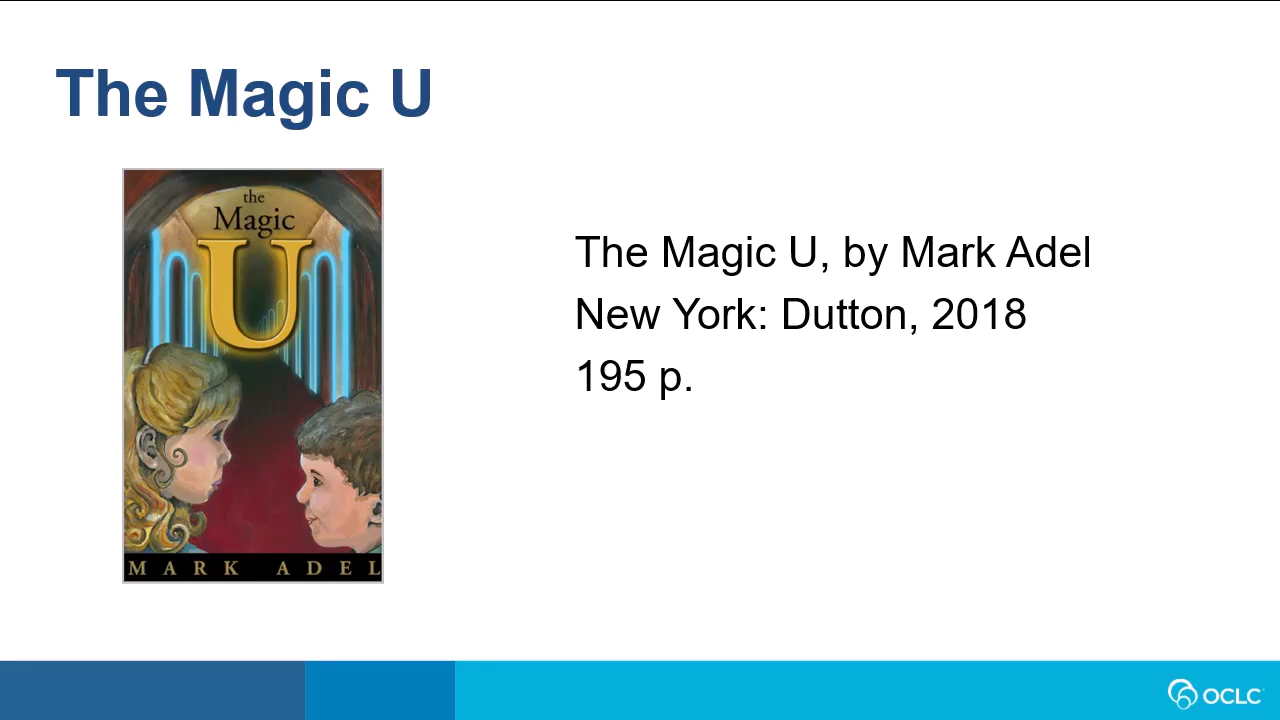 The Magic U
the
Magic
U
MARK ADEL
The Magic U, by Mark Adel
New York: Dutton, 2018
195 p.
OCLC